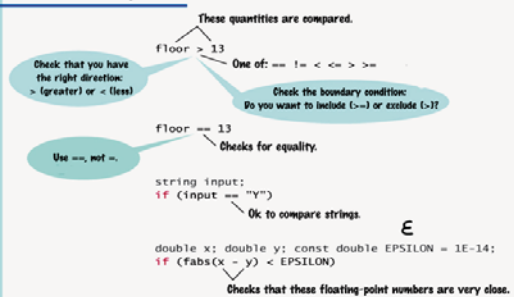 These quantities are compared.
floor > 13
One of: == != < <= > >=
Check that you have
the right direction:
> (greater) or < (less)
Check the boundary condition:
Do you want to include (>=) or exclude (>)?
floor == 13
Checks for equality.
Use ==, not =.
string input;
if (input == "Y")
Ok to compare strings.
ε
double x; double y; const double EPSILON = 1E-14;
if (fabs(x - y) < EPSILON)
Checks that these floating-point numbers are very close.